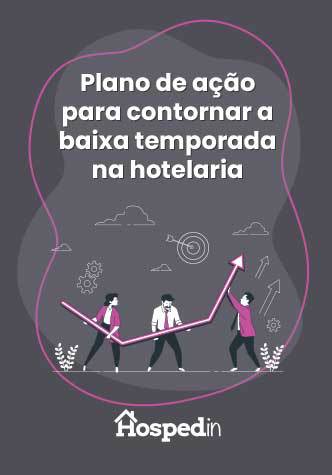 Plano de ação
para contornar a
baixa temporada
na hotelaria
Hospedin